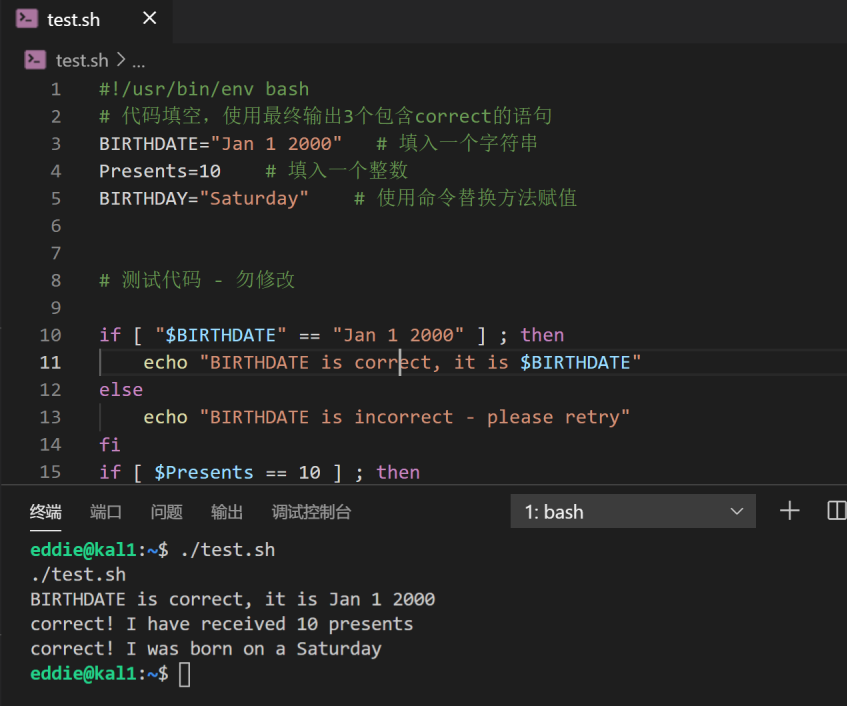 test.sh
test.sh > ...
1 #!/usr/bin/env bash
2 # 代码填空，使用最终输出3个包含correct的语句
3 BIRTHDATE="Jan 1 2000"   # 填入一个字符串
4 Presents=10    # 填入一个整数
5 BIRTHDAY="Saturday"    # 使用命令替换方法赋值
6
7
8 # 测试代码 - 勿修改
9
10 if [ "$BIRTHDATE" == "Jan 1 2000" ] ; then
11     echo "BIRTHDATE is correct, it is $BIRTHDATE"
12 else
13     echo "BIRTHDATE is incorrect - please retry"
14 fi
15 if [ $Presents == 10 ] ; then
终端 端口 问题 输出 调试控制台 1: bash
eddie@kal1:~$ ./test.sh
./test.sh
BIRTHDATE is correct, it is Jan 1 2000
correct! I have received 10 presents
correct! I was born on a Saturday
eddie@kal1:~$